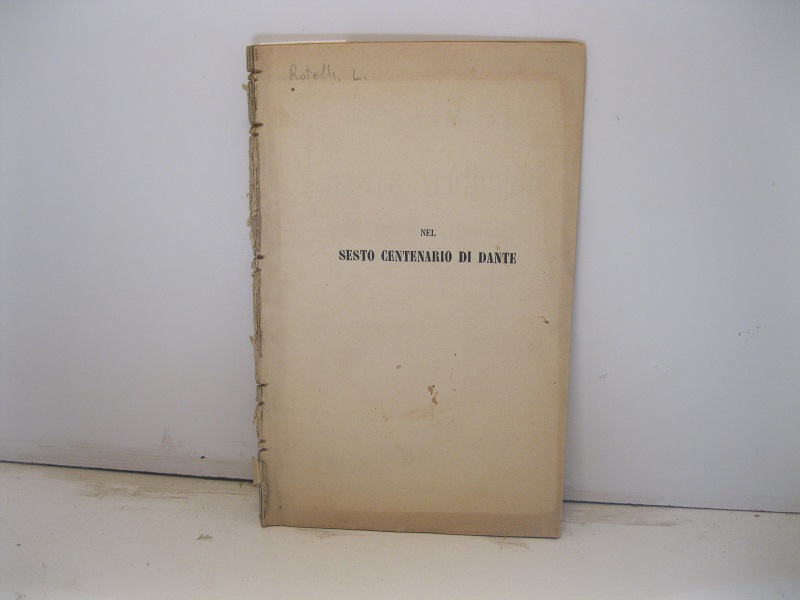 Rotelli, L.
NEL
SESTO CENTENARIO DI DANTE